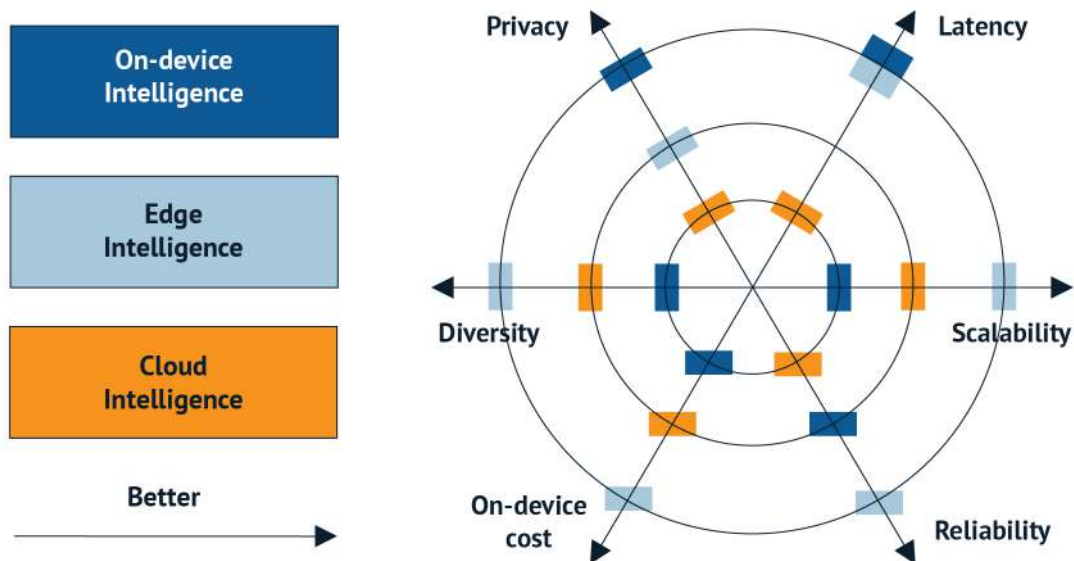 On-device
Intelligence
Edge
Intelligence
Cloud
Intelligence
Better
Privacy
Latency
Diversity
Scalability
On-device
cost
Reliability